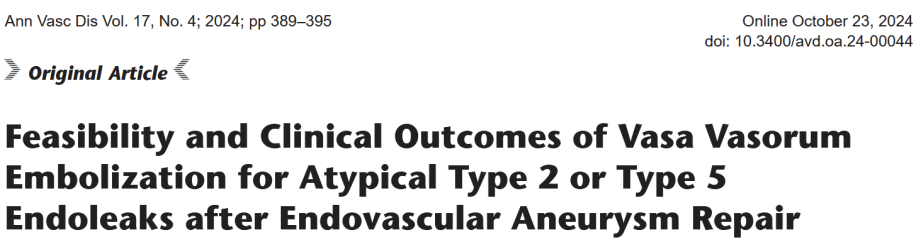 Ann Vasc Dis Vol. 17, No. 4; 2024; pp 389–395
Online October 23, 2024
doi: 10.3400/avd.oa.24-00044
Original Article
Feasibility and Clinical Outcomes of Vasa Vasorum
Embolization for Atypical Type 2 or Type 5
Endoleaks after Endovascular Aneurysm Repair